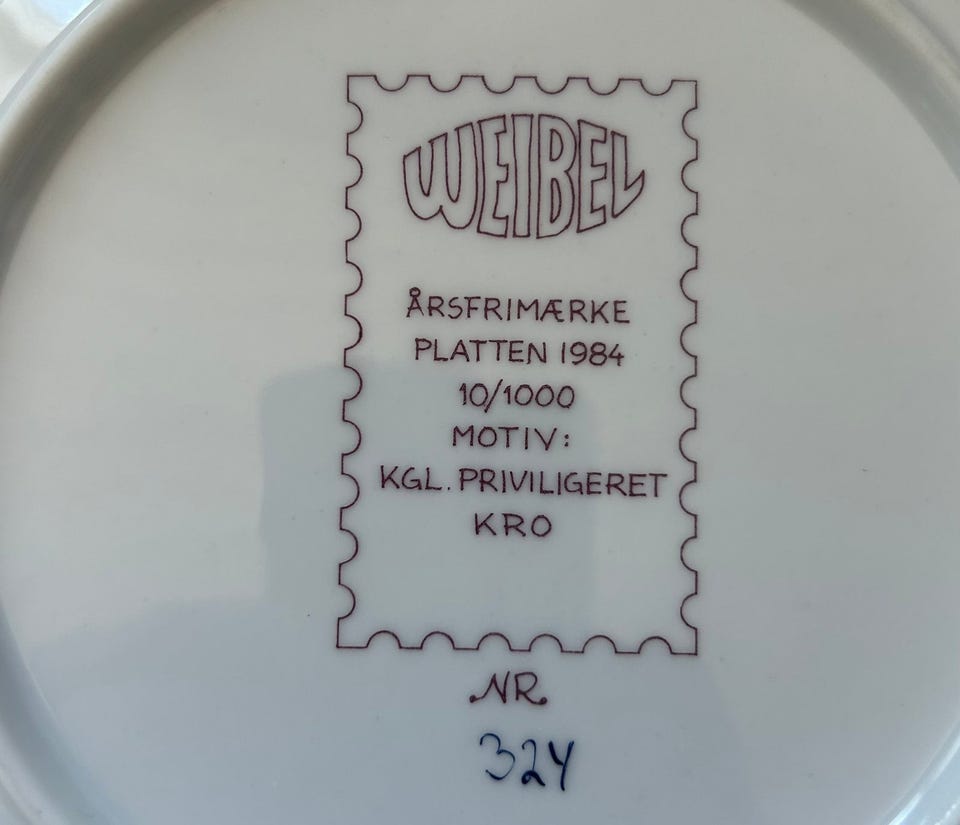 WEIBEL
ÅRSFRIMÆRKE
PLATTEN 1984
10/1000
MOTIV:
KGL. PRIVILIGERET
KRO
NR.
324